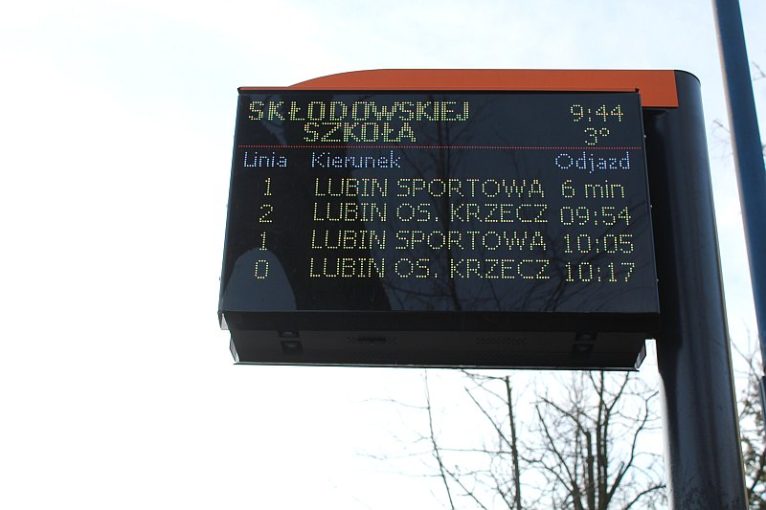 SKŁODOWSKIEJ 9:44
SZKOŁA 3°
Linia Kierunek Odjazd
1 LUBIN SPORTOWA 6 min
2 LUBIN OS. KRZECZ 09:54
1 LUBIN SPORTOWA 10:05
0 LUBIN OS. KRZECZ 10:17